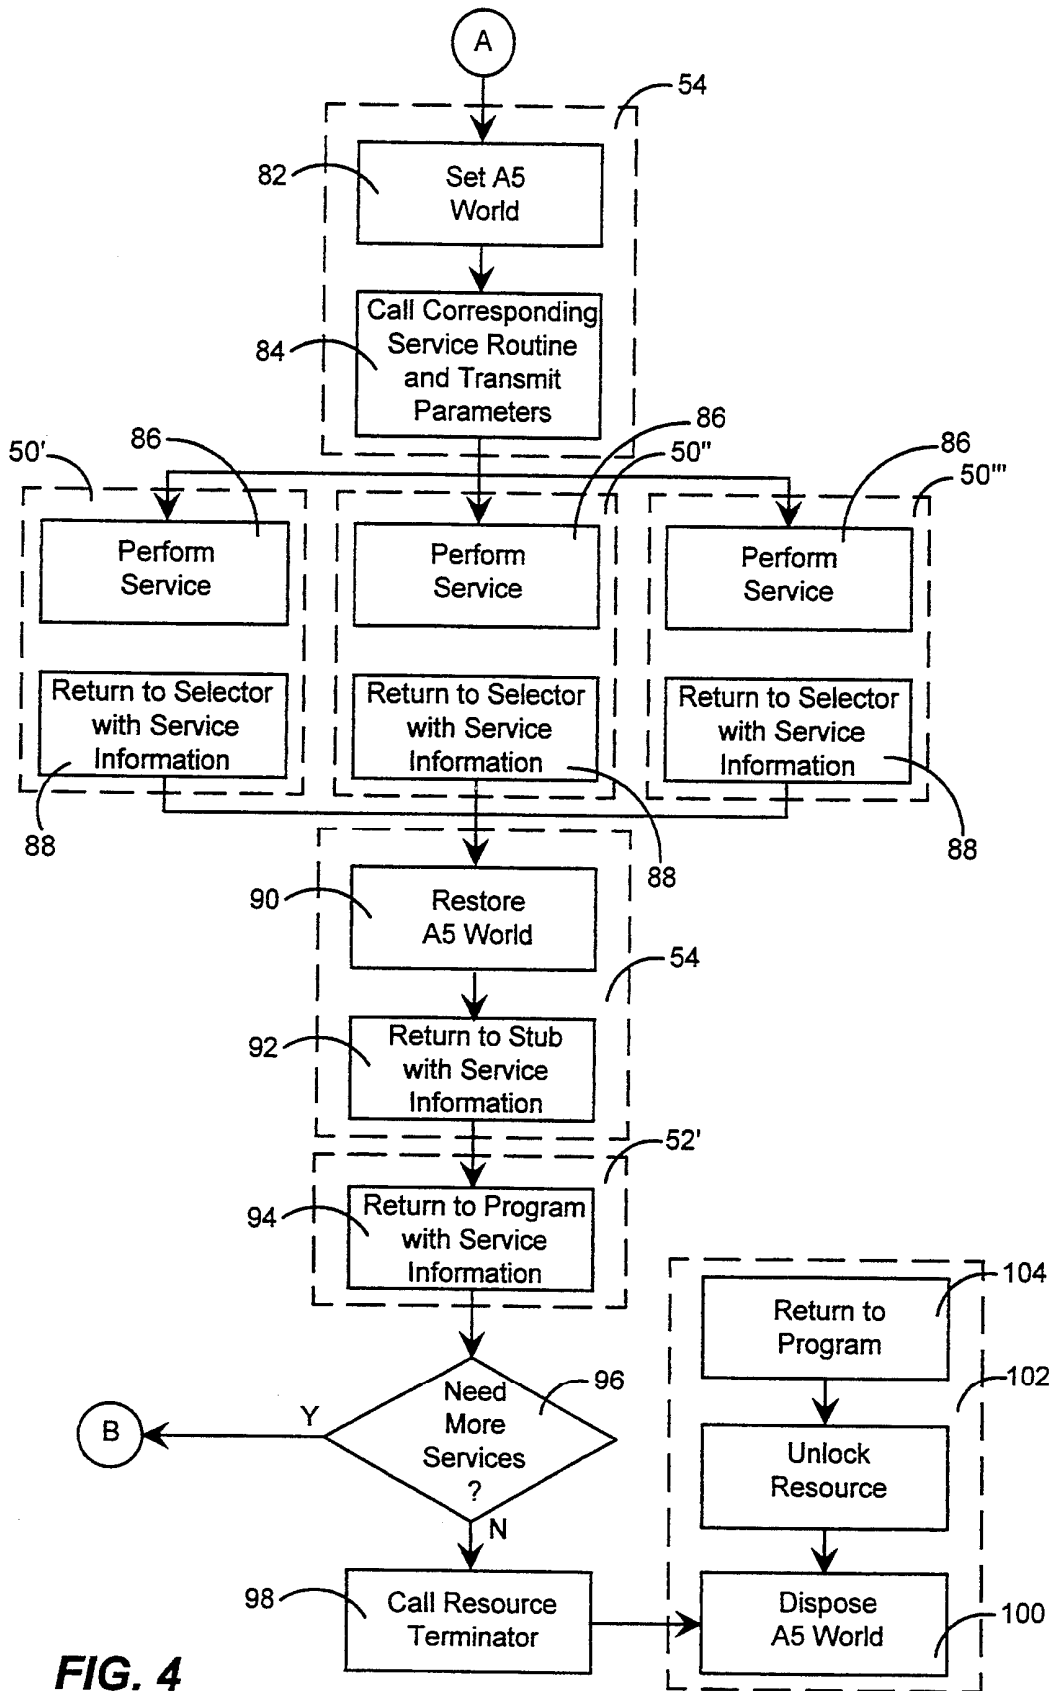 A
54
82
Set A5
World
84
Call Corresponding
Service Routine
and Transmit
Parameters
50'
86
86
50"
86
50'"
Perform
Service
Perform
Service
Perform
Service
Return to Selector
with Service
Information
Return to Selector
with Service
Information
Return to Selector
with Service
Information
88
88
88
90
Restore
A5 World
54
92
Return to Stub
with Service
Information
52'
94
Return to Program
with Service
Information
104
Return to
Program
102
96
Need
More
Services
?
Y
B
N
Unlock
Resource
98
Call Resource
Terminator
Dispose
A5 World
100
FIG. 4